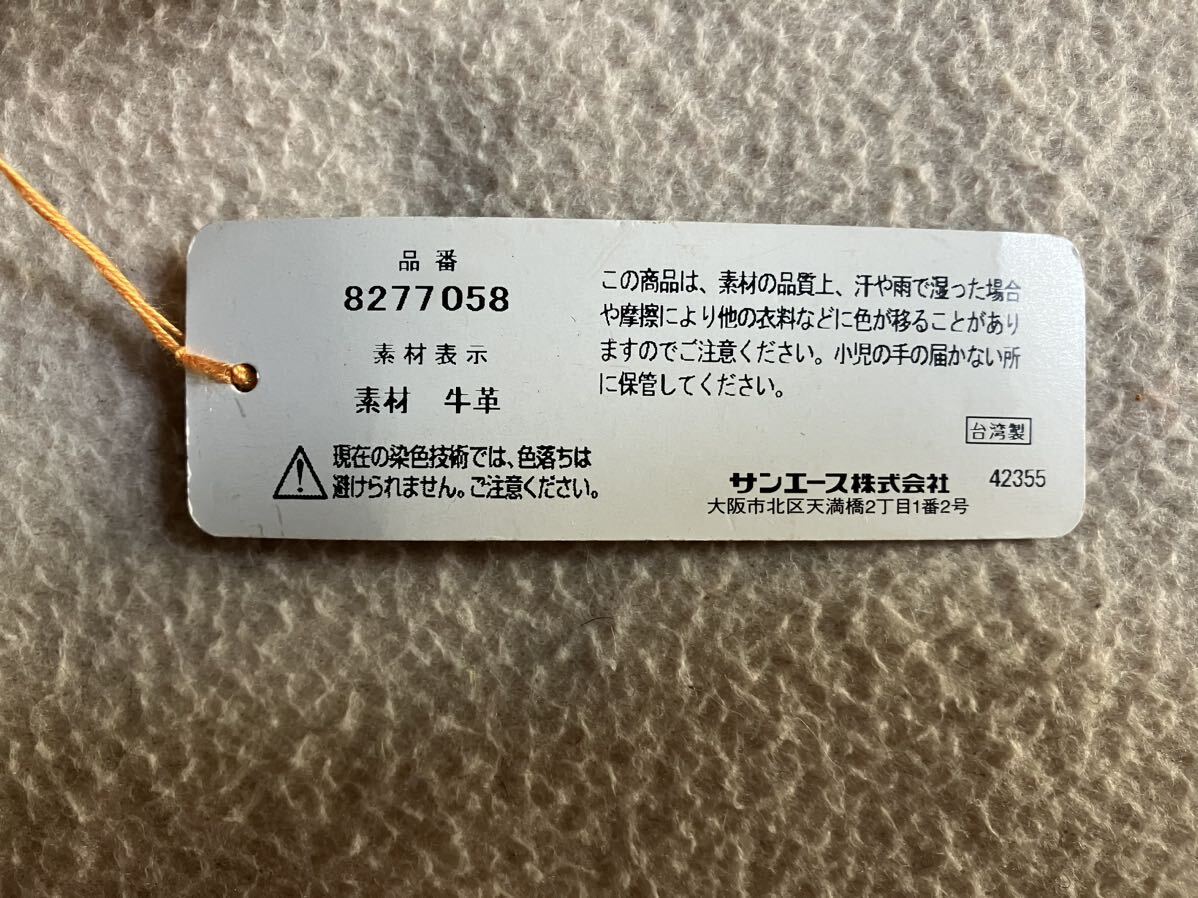 品番
8277058
素材表示
素材 牛革
現在の染色技術では、色落ちは
避けられません。ご注意ください。
この商品は、素材の品質上、汗や雨で湿った場合
や摩擦により他の衣料などに色が移ることがあり
ますのでご注意ください。小児の手の届かない所
に保管してください。
台湾製
サンエース株式会社 42355
大阪市北区天満橋2丁目1番2号